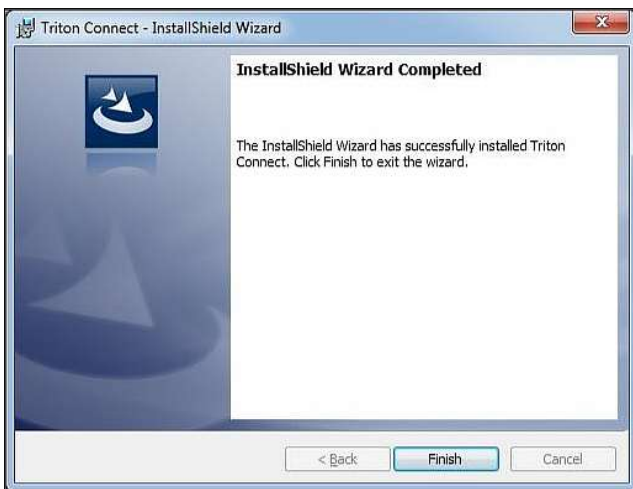 Triton Connect - InstallShield Wizard
InstallShield Wizard Completed
The InstallShield Wizard has successfully installed Triton
Connect. Click Finish to exit the wizard.
< Back
Finish
Cancel